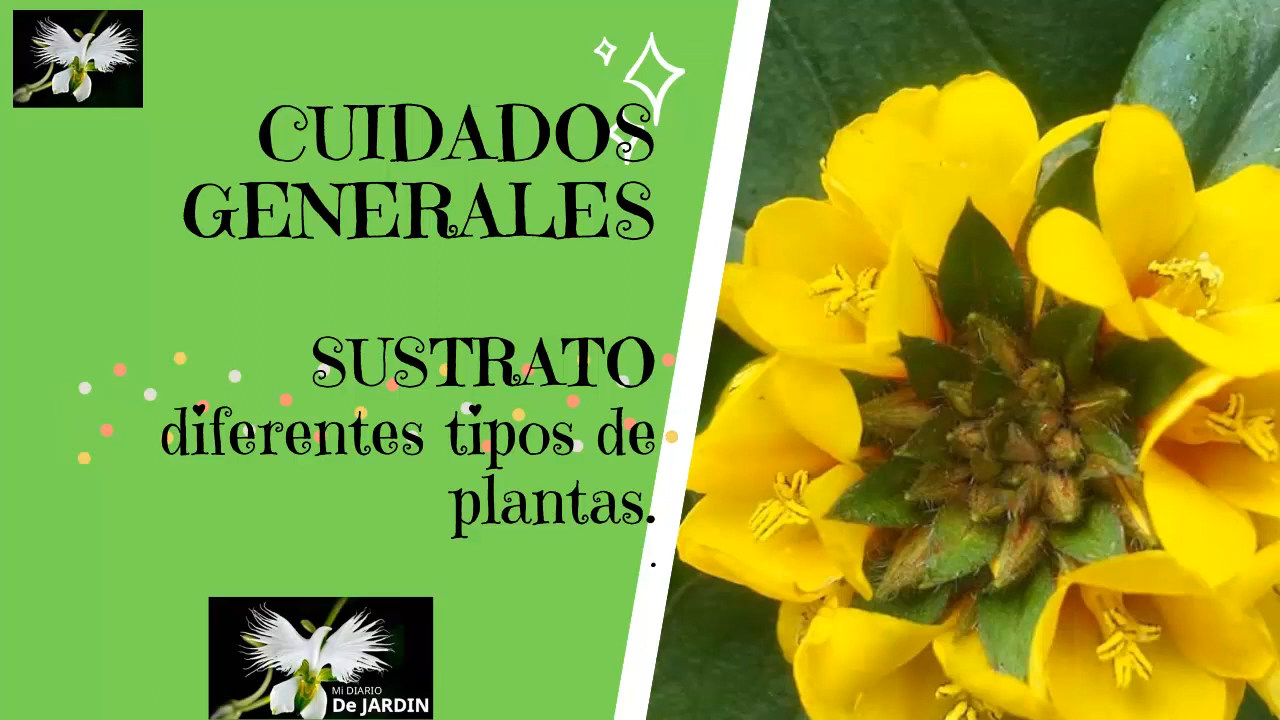 CUIDADOS
GENERALES
SUSTRATO
diferentes tipos de
plantas.
.
Mi DIARIO
De JARDIN